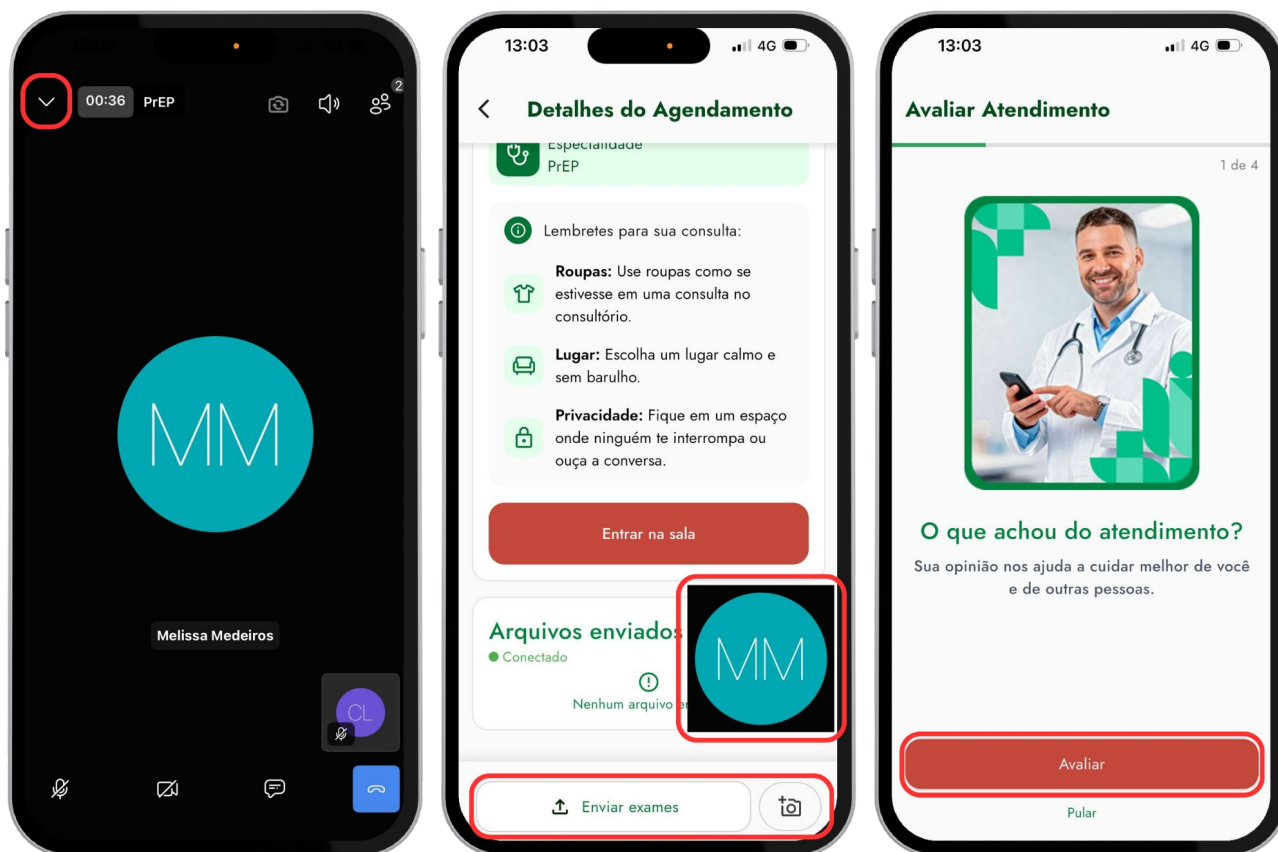 00:36
PrEP
2
MM
Melissa Medeiros
CL
13:03
4G
Detalhes do Agendamento
Especialidade
PrEP
Lembretes para sua consulta:
Roupas: Use roupas como se
estivesse em uma consulta no
consultório.
Lugar: Escolha um lugar calmo e
sem barulho.
Privacidade: Fique em um espaço
onde ninguém te interrompa ou
ouça a conversa.
Entrar na sala
Arquivos enviados
Conectado
MM
Nenhum arquivo
Enviar exames
13:03
4G
Avaliar Atendimento
1 de 4
O que achou do atendimento?
Sua opinião nos ajuda a cuidar melhor de você
e de outras pessoas.
Avaliar
Pular